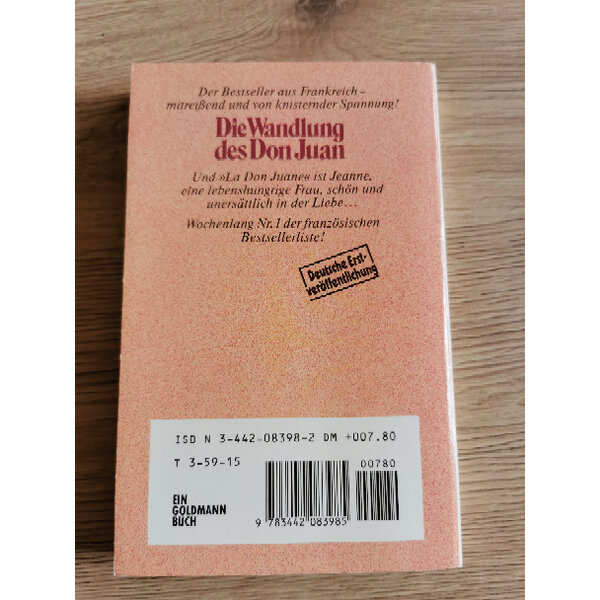 Der Bestseller aus Frankreich –
mitreißend und von knisternder Spannung!
Die Wandlung
des Don Juan
Und »La Don Juane« ist Jeanne,
eine lebenshungrige Frau, schön und
unersättlich in der Liebe...
Wochenlang Nr. 1 der französischen
Bestsellerliste!
Deutsche Erst-
veröffentlichung
ISD N 3-442-08398-2 DM +007.80
T 3-59-15
00780
EIN
GOLDMANN
BUCH
9 783442 083985